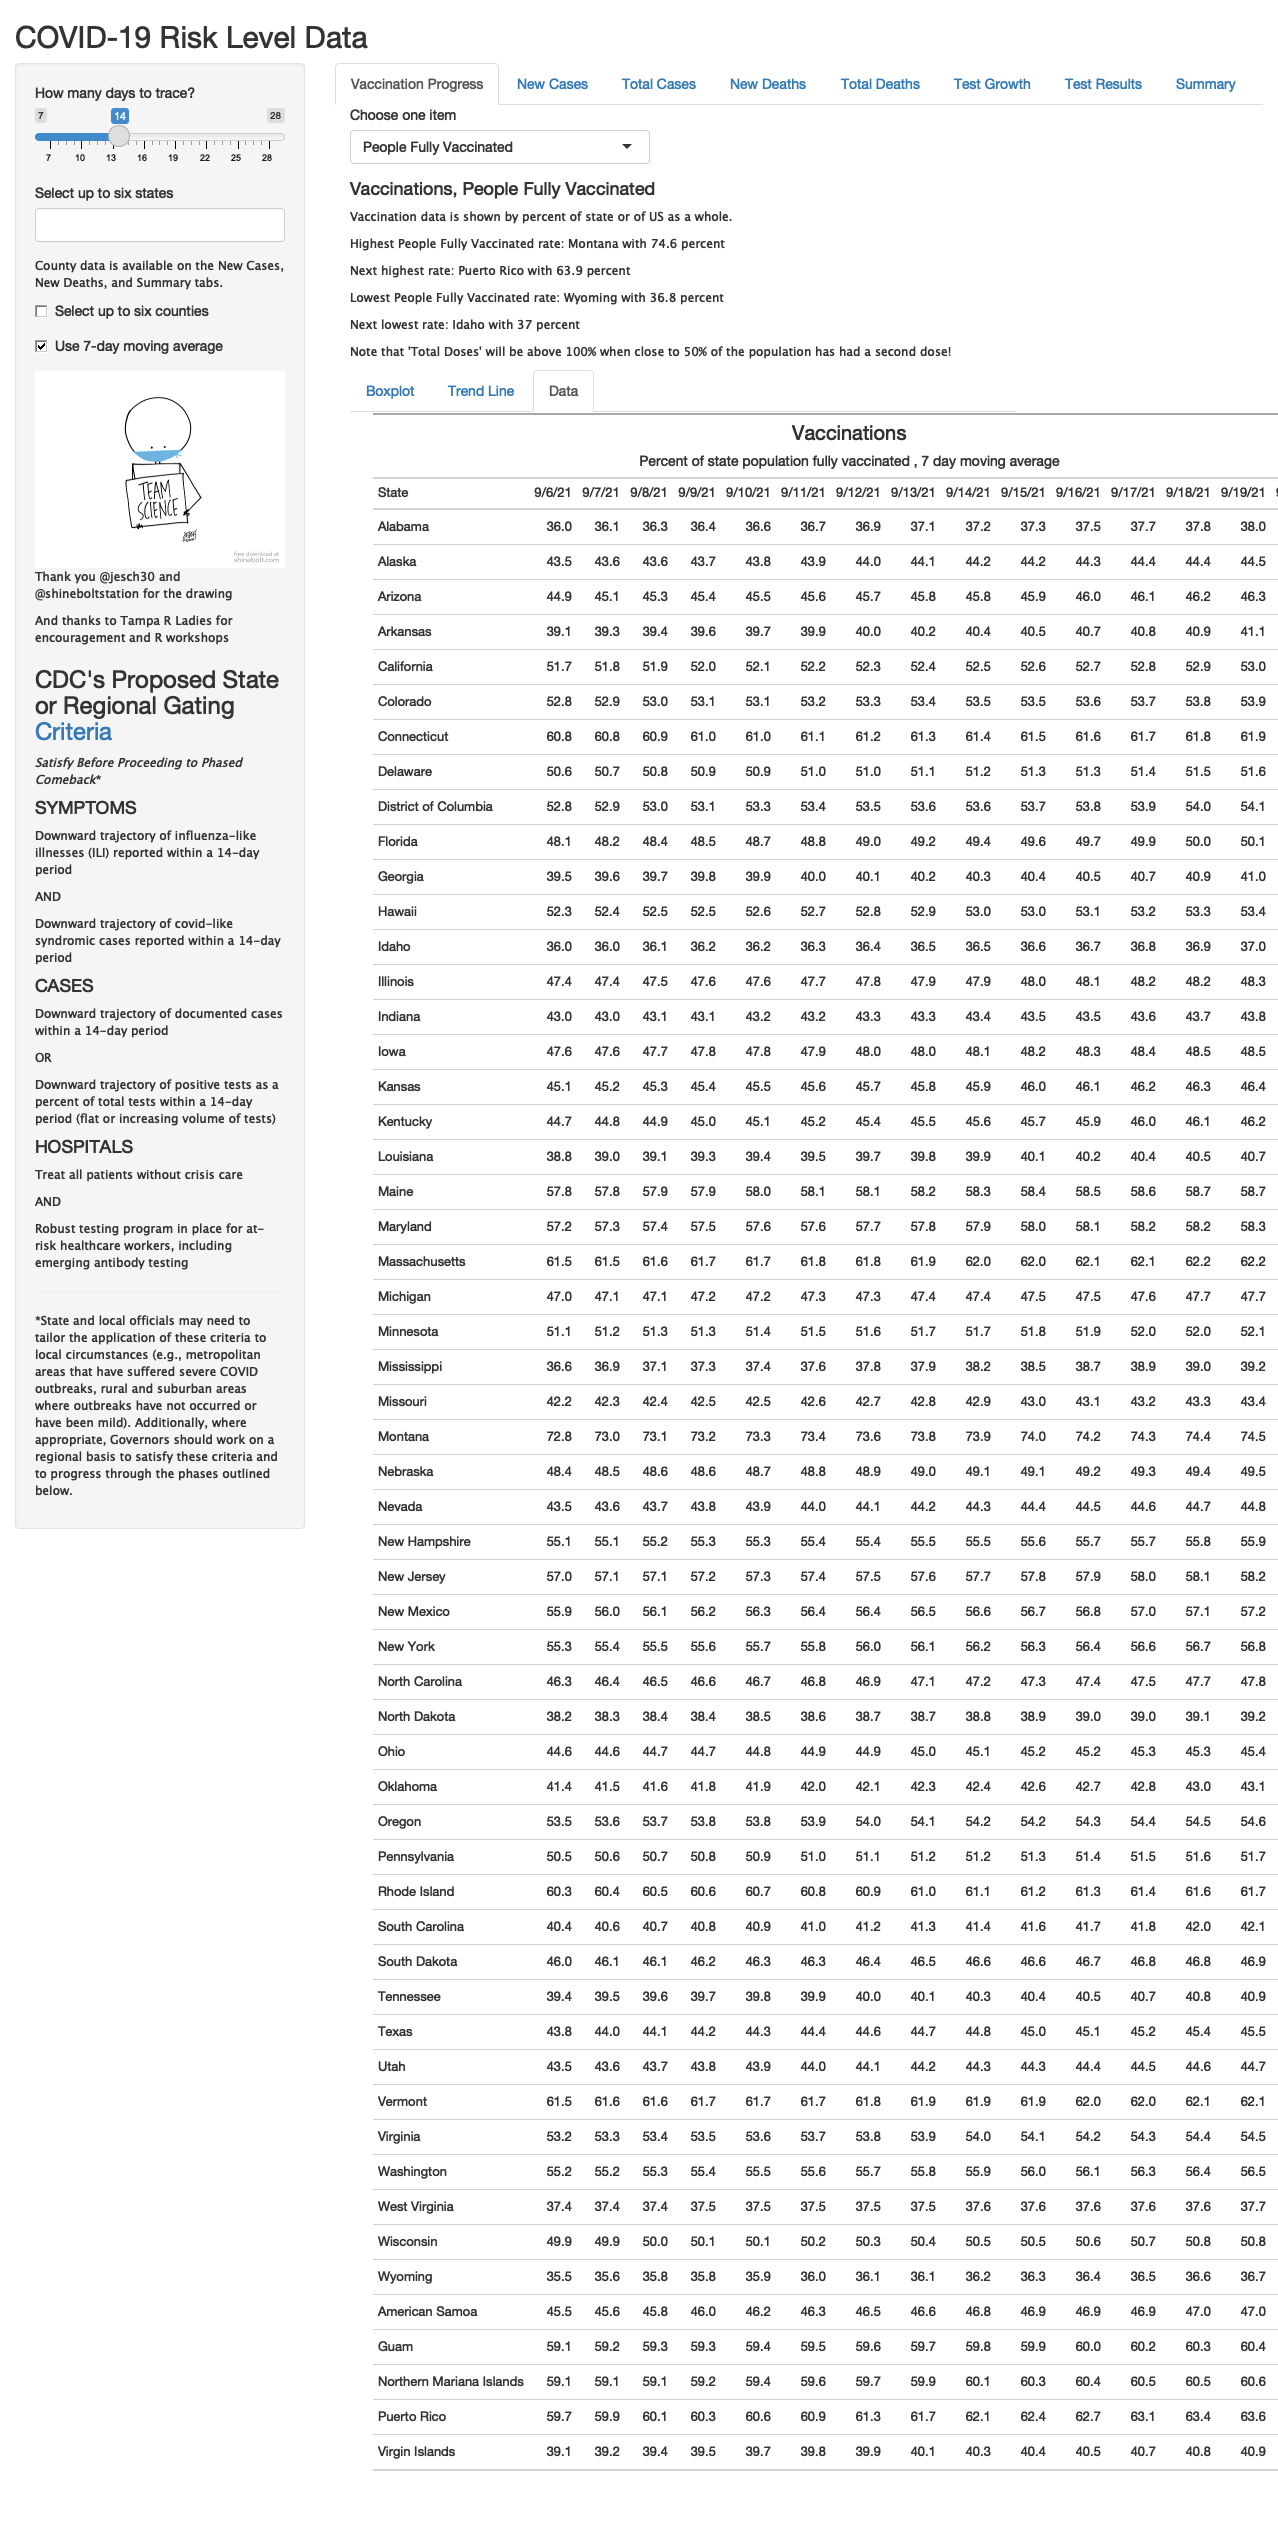 COVID-19 Risk Level Data
How many days to trace?
7 14 28
7 10 13 16 19 22 25 28
Select up to six states
County data is available on the New Cases,
New Deaths, and Summary tabs.
Select up to six counties
Use 7-day moving average
TEAM
SCIENCE
free download at
shinebolt.com
Thank you @jesch30 and
@shineboltstation for the drawing
And thanks to Tampa R Ladies for
encouragement and R workshops
CDC's Proposed State
or Regional Gating
Criteria
Satisfy Before Proceeding to Phased
Comeback*
SYMPTOMS
Downward trajectory of influenza-like
illnesses (ILI) reported within a 14-day
period
AND
Downward trajectory of covid-like
syndromic cases reported within a 14-day
period
CASES
Downward trajectory of documented cases
within a 14-day period
OR
Downward trajectory of positive tests as a
percent of total tests within a 14-day
period (flat or increasing volume of tests)
HOSPITALS
Treat all patients without crisis care
AND
Robust testing program in place for at-
risk healthcare workers, including
emerging antibody testing
*State and local officials may need to
tailor the application of these criteria to
local circumstances (e.g., metropolitan
areas that have suffered severe COVID
outbreaks, rural and suburban areas
where outbreaks have not occurred or
have been mild). Additionally, where
appropriate, Governors should work on a
regional basis to satisfy these criteria and
to progress through the phases outlined
below.
Vaccination Progress New Cases Total Cases New Deaths Total Deaths Test Growth Test Results Summary
Choose one item
People Fully Vaccinated
Vaccinations, People Fully Vaccinated
Vaccination data is shown by percent of state or of US as a whole.
Highest People Fully Vaccinated rate: Montana with 74.6 percent
Next highest rate: Puerto Rico with 63.9 percent
Lowest People Fully Vaccinated rate: Wyoming with 36.8 percent
Next lowest rate: Idaho with 37 percent
Note that 'Total Doses' will be above 100% when close to 50% of the population has had a second dose!
Boxplot Trend Line Data
Vaccinations
Percent of state population fully vaccinated , 7 day moving average
State 9/6/21 9/7/21 9/8/21 9/9/21 9/10/21 9/11/21 9/12/21 9/13/21 9/14/21 9/15/21 9/16/21 9/17/21 9/18/21 9/19/21
Alabama 36.0 36.1 36.3 36.4 36.6 36.7 36.9 37.1 37.2 37.3 37.5 37.7 37.8 38.0
Alaska 43.5 43.6 43.6 43.7 43.8 43.9 44.0 44.1 44.2 44.2 44.3 44.4 44.4 44.5
Arizona 44.9 45.1 45.3 45.4 45.5 45.6 45.7 45.8 45.8 45.9 46.0 46.1 46.2 46.3
Arkansas 39.1 39.3 39.4 39.6 39.7 39.9 40.0 40.2 40.4 40.5 40.7 40.8 40.9 41.1
California 51.7 51.8 51.9 52.0 52.1 52.2 52.3 52.4 52.5 52.6 52.7 52.8 52.9 53.0
Colorado 52.8 52.9 53.0 53.1 53.1 53.2 53.3 53.4 53.5 53.5 53.6 53.7 53.8 53.9
Connecticut 60.8 60.8 60.9 61.0 61.0 61.1 61.2 61.3 61.4 61.5 61.6 61.7 61.8 61.9
Delaware 50.6 50.7 50.8 50.9 50.9 51.0 51.0 51.1 51.2 51.3 51.3 51.4 51.5 51.6
District of Columbia 52.8 52.9 53.0 53.1 53.3 53.4 53.5 53.6 53.6 53.7 53.8 53.9 54.0 54.1
Florida 48.1 48.2 48.4 48.5 48.7 48.8 49.0 49.2 49.4 49.6 49.7 49.9 50.0 50.1
Georgia 39.5 39.6 39.7 39.8 39.9 40.0 40.1 40.2 40.3 40.4 40.5 40.7 40.9 41.0
Hawaii 52.3 52.4 52.5 52.5 52.6 52.7 52.8 52.9 53.0 53.0 53.1 53.2 53.3 53.4
Idaho 36.0 36.0 36.1 36.2 36.2 36.3 36.4 36.5 36.5 36.6 36.7 36.8 36.9 37.0
Illinois 47.4 47.4 47.5 47.6 47.6 47.7 47.8 47.9 47.9 48.0 48.1 48.2 48.2 48.3
Indiana 43.0 43.0 43.1 43.1 43.2 43.2 43.3 43.3 43.4 43.5 43.5 43.6 43.7 43.8
Iowa 47.6 47.6 47.7 47.8 47.8 47.9 48.0 48.0 48.1 48.2 48.3 48.4 48.5 48.5
Kansas 45.1 45.2 45.3 45.4 45.5 45.6 45.7 45.8 45.9 46.0 46.1 46.2 46.3 46.4
Kentucky 44.7 44.8 44.9 45.0 45.1 45.2 45.4 45.5 45.6 45.7 45.9 46.0 46.1 46.2
Louisiana 38.8 39.0 39.1 39.3 39.4 39.5 39.7 39.8 39.9 40.1 40.2 40.4 40.5 40.7
Maine 57.8 57.8 57.9 57.9 58.0 58.1 58.1 58.2 58.3 58.4 58.5 58.6 58.7 58.7
Maryland 57.2 57.3 57.4 57.5 57.6 57.6 57.7 57.8 57.9 58.0 58.1 58.2 58.2 58.3
Massachusetts 61.5 61.5 61.6 61.7 61.7 61.8 61.8 61.9 62.0 62.0 62.1 62.1 62.2 62.2
Michigan 47.0 47.1 47.1 47.2 47.2 47.3 47.3 47.4 47.4 47.5 47.5 47.6 47.7 47.7
Minnesota 51.1 51.2 51.3 51.3 51.4 51.5 51.6 51.7 51.7 51.8 51.9 52.0 52.0 52.1
Mississippi 36.6 36.9 37.1 37.3 37.4 37.6 37.8 37.9 38.2 38.5 38.7 38.9 39.0 39.2
Missouri 42.2 42.3 42.4 42.5 42.5 42.6 42.7 42.8 42.9 43.0 43.1 43.2 43.3 43.4
Montana 72.8 73.0 73.1 73.2 73.3 73.4 73.6 73.8 73.9 74.0 74.2 74.3 74.4 74.5
Nebraska 48.4 48.5 48.6 48.6 48.7 48.8 48.9 49.0 49.1 49.1 49.2 49.3 49.4 49.5
Nevada 43.5 43.6 43.7 43.8 43.9 44.0 44.1 44.2 44.3 44.4 44.5 44.6 44.7 44.8
New Hampshire 55.1 55.1 55.2 55.3 55.3 55.4 55.4 55.5 55.5 55.6 55.7 55.7 55.8 55.9
New Jersey 57.0 57.1 57.1 57.2 57.3 57.4 57.5 57.6 57.7 57.8 57.9 58.0 58.1 58.2
New Mexico 55.9 56.0 56.1 56.2 56.3 56.4 56.4 56.5 56.6 56.7 56.8 57.0 57.1 57.2
New York 55.3 55.4 55.5 55.6 55.7 55.8 56.0 56.1 56.2 56.3 56.4 56.6 56.7 56.8
North Carolina 46.3 46.4 46.5 46.6 46.7 46.8 46.9 47.1 47.2 47.3 47.4 47.5 47.7 47.8
North Dakota 38.2 38.3 38.4 38.4 38.5 38.6 38.7 38.7 38.8 38.9 39.0 39.0 39.1 39.2
Ohio 44.6 44.6 44.7 44.7 44.8 44.9 44.9 45.0 45.1 45.2 45.2 45.3 45.3 45.4
Oklahoma 41.4 41.5 41.6 41.8 41.9 42.0 42.1 42.3 42.4 42.6 42.7 42.8 43.0 43.1
Oregon 53.5 53.6 53.7 53.8 53.8 53.9 54.0 54.1 54.2 54.2 54.3 54.4 54.5 54.6
Pennsylvania 50.5 50.6 50.7 50.8 50.9 51.0 51.1 51.2 51.2 51.3 51.4 51.5 51.6 51.7
Rhode Island 60.3 60.4 60.5 60.6 60.7 60.8 60.9 61.0 61.1 61.2 61.3 61.4 61.6 61.7
South Carolina 40.4 40.6 40.7 40.8 40.9 41.0 41.2 41.3 41.4 41.6 41.7 41.8 42.0 42.1
South Dakota 46.0 46.1 46.1 46.2 46.3 46.3 46.4 46.5 46.6 46.6 46.7 46.8 46.8 46.9
Tennessee 39.4 39.5 39.6 39.7 39.8 39.9 40.0 40.1 40.3 40.4 40.5 40.7 40.8 40.9
Texas 43.8 44.0 44.1 44.2 44.3 44.4 44.6 44.7 44.8 45.0 45.1 45.2 45.4 45.5
Utah 43.5 43.6 43.7 43.8 43.9 44.0 44.1 44.2 44.3 44.3 44.4 44.5 44.6 44.7
Vermont 61.5 61.6 61.6 61.7 61.7 61.7 61.8 61.9 61.9 61.9 62.0 62.0 62.1 62.1
Virginia 53.2 53.3 53.4 53.5 53.6 53.7 53.8 53.9 54.0 54.1 54.2 54.3 54.4 54.5
Washington 55.2 55.2 55.3 55.4 55.5 55.6 55.7 55.8 55.9 56.0 56.1 56.3 56.4 56.5
West Virginia 37.4 37.4 37.4 37.5 37.5 37.5 37.5 37.5 37.6 37.6 37.6 37.6 37.6 37.7
Wisconsin 49.9 49.9 50.0 50.1 50.1 50.2 50.3 50.4 50.5 50.5 50.6 50.7 50.8 50.8
Wyoming 35.5 35.6 35.8 35.8 35.9 36.0 36.1 36.1 36.2 36.3 36.4 36.5 36.6 36.7
American Samoa 45.5 45.6 45.8 46.0 46.2 46.3 46.5 46.6 46.8 46.9 46.9 46.9 47.0 47.0
Guam 59.1 59.2 59.3 59.3 59.4 59.5 59.6 59.7 59.8 59.9 60.0 60.2 60.3 60.4
Northern Mariana Islands 59.1 59.1 59.1 59.2 59.4 59.6 59.7 59.9 60.1 60.3 60.4 60.5 60.5 60.6
Puerto Rico 59.7 59.9 60.1 60.3 60.6 60.9 61.3 61.7 62.1 62.4 62.7 63.1 63.4 63.6
Virgin Islands 39.1 39.2 39.4 39.5 39.7 39.8 39.9 40.1 40.3 40.4 40.5 40.7 40.8 40.9